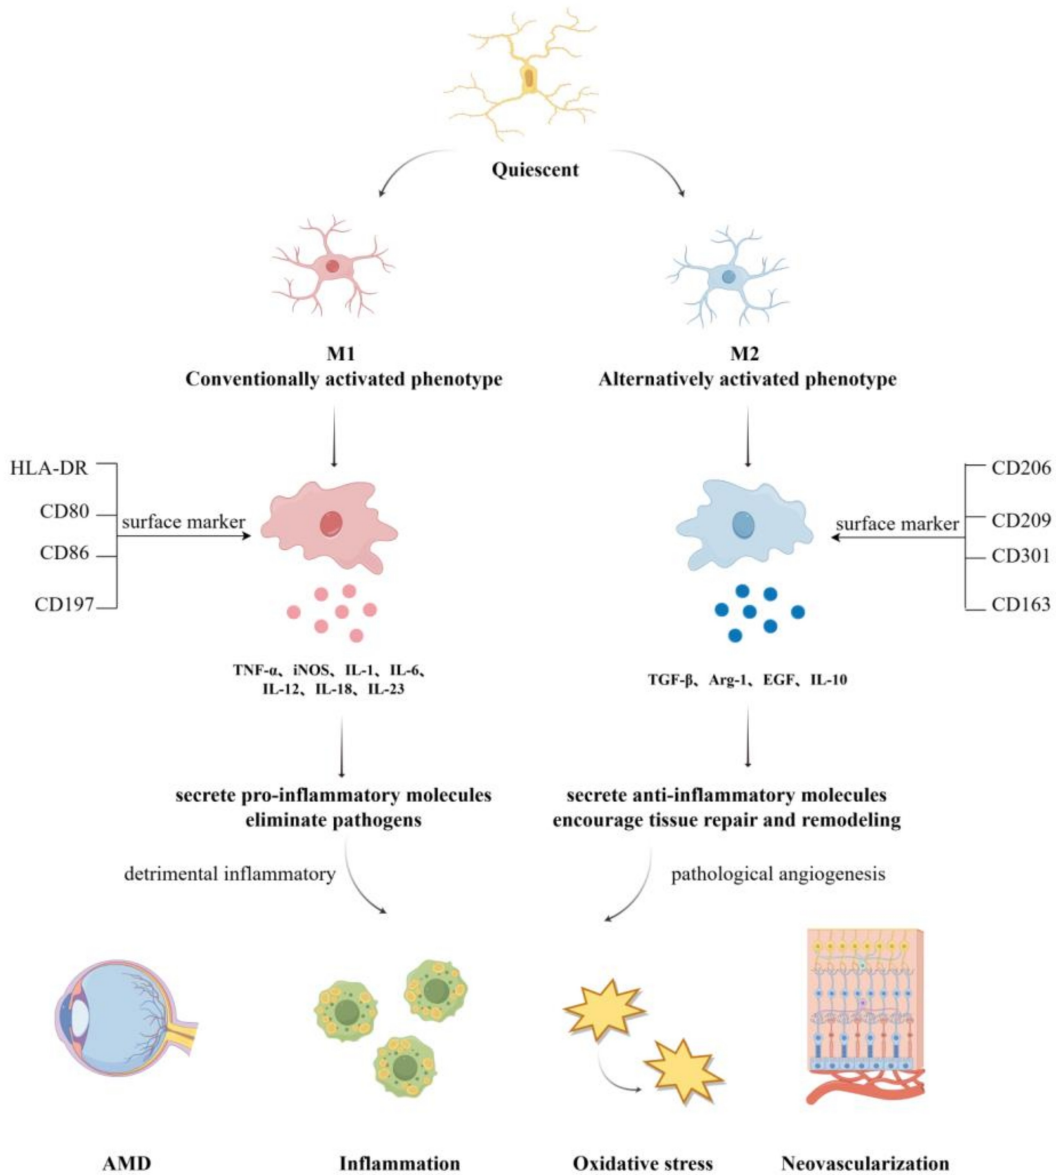 Quiescent
M1
Conventionally activated phenotype
M2
Alternatively activated phenotype
HLA-DR
CD80
CD86
CD197
surface marker
surface marker
CD206
CD209
CD301
CD163
TNF-α、iNOS、IL-1、IL-6、
IL-12、IL-18、IL-23
TGF-β、Arg-1、EGF、IL-10
secrete pro-inflammatory molecules
eliminate pathogens
secrete anti-inflammatory molecules
encourage tissue repair and remodeling
detrimental inflammatory
pathological angiogenesis
AMD
Inflammation
Oxidative stress
Neovascularization